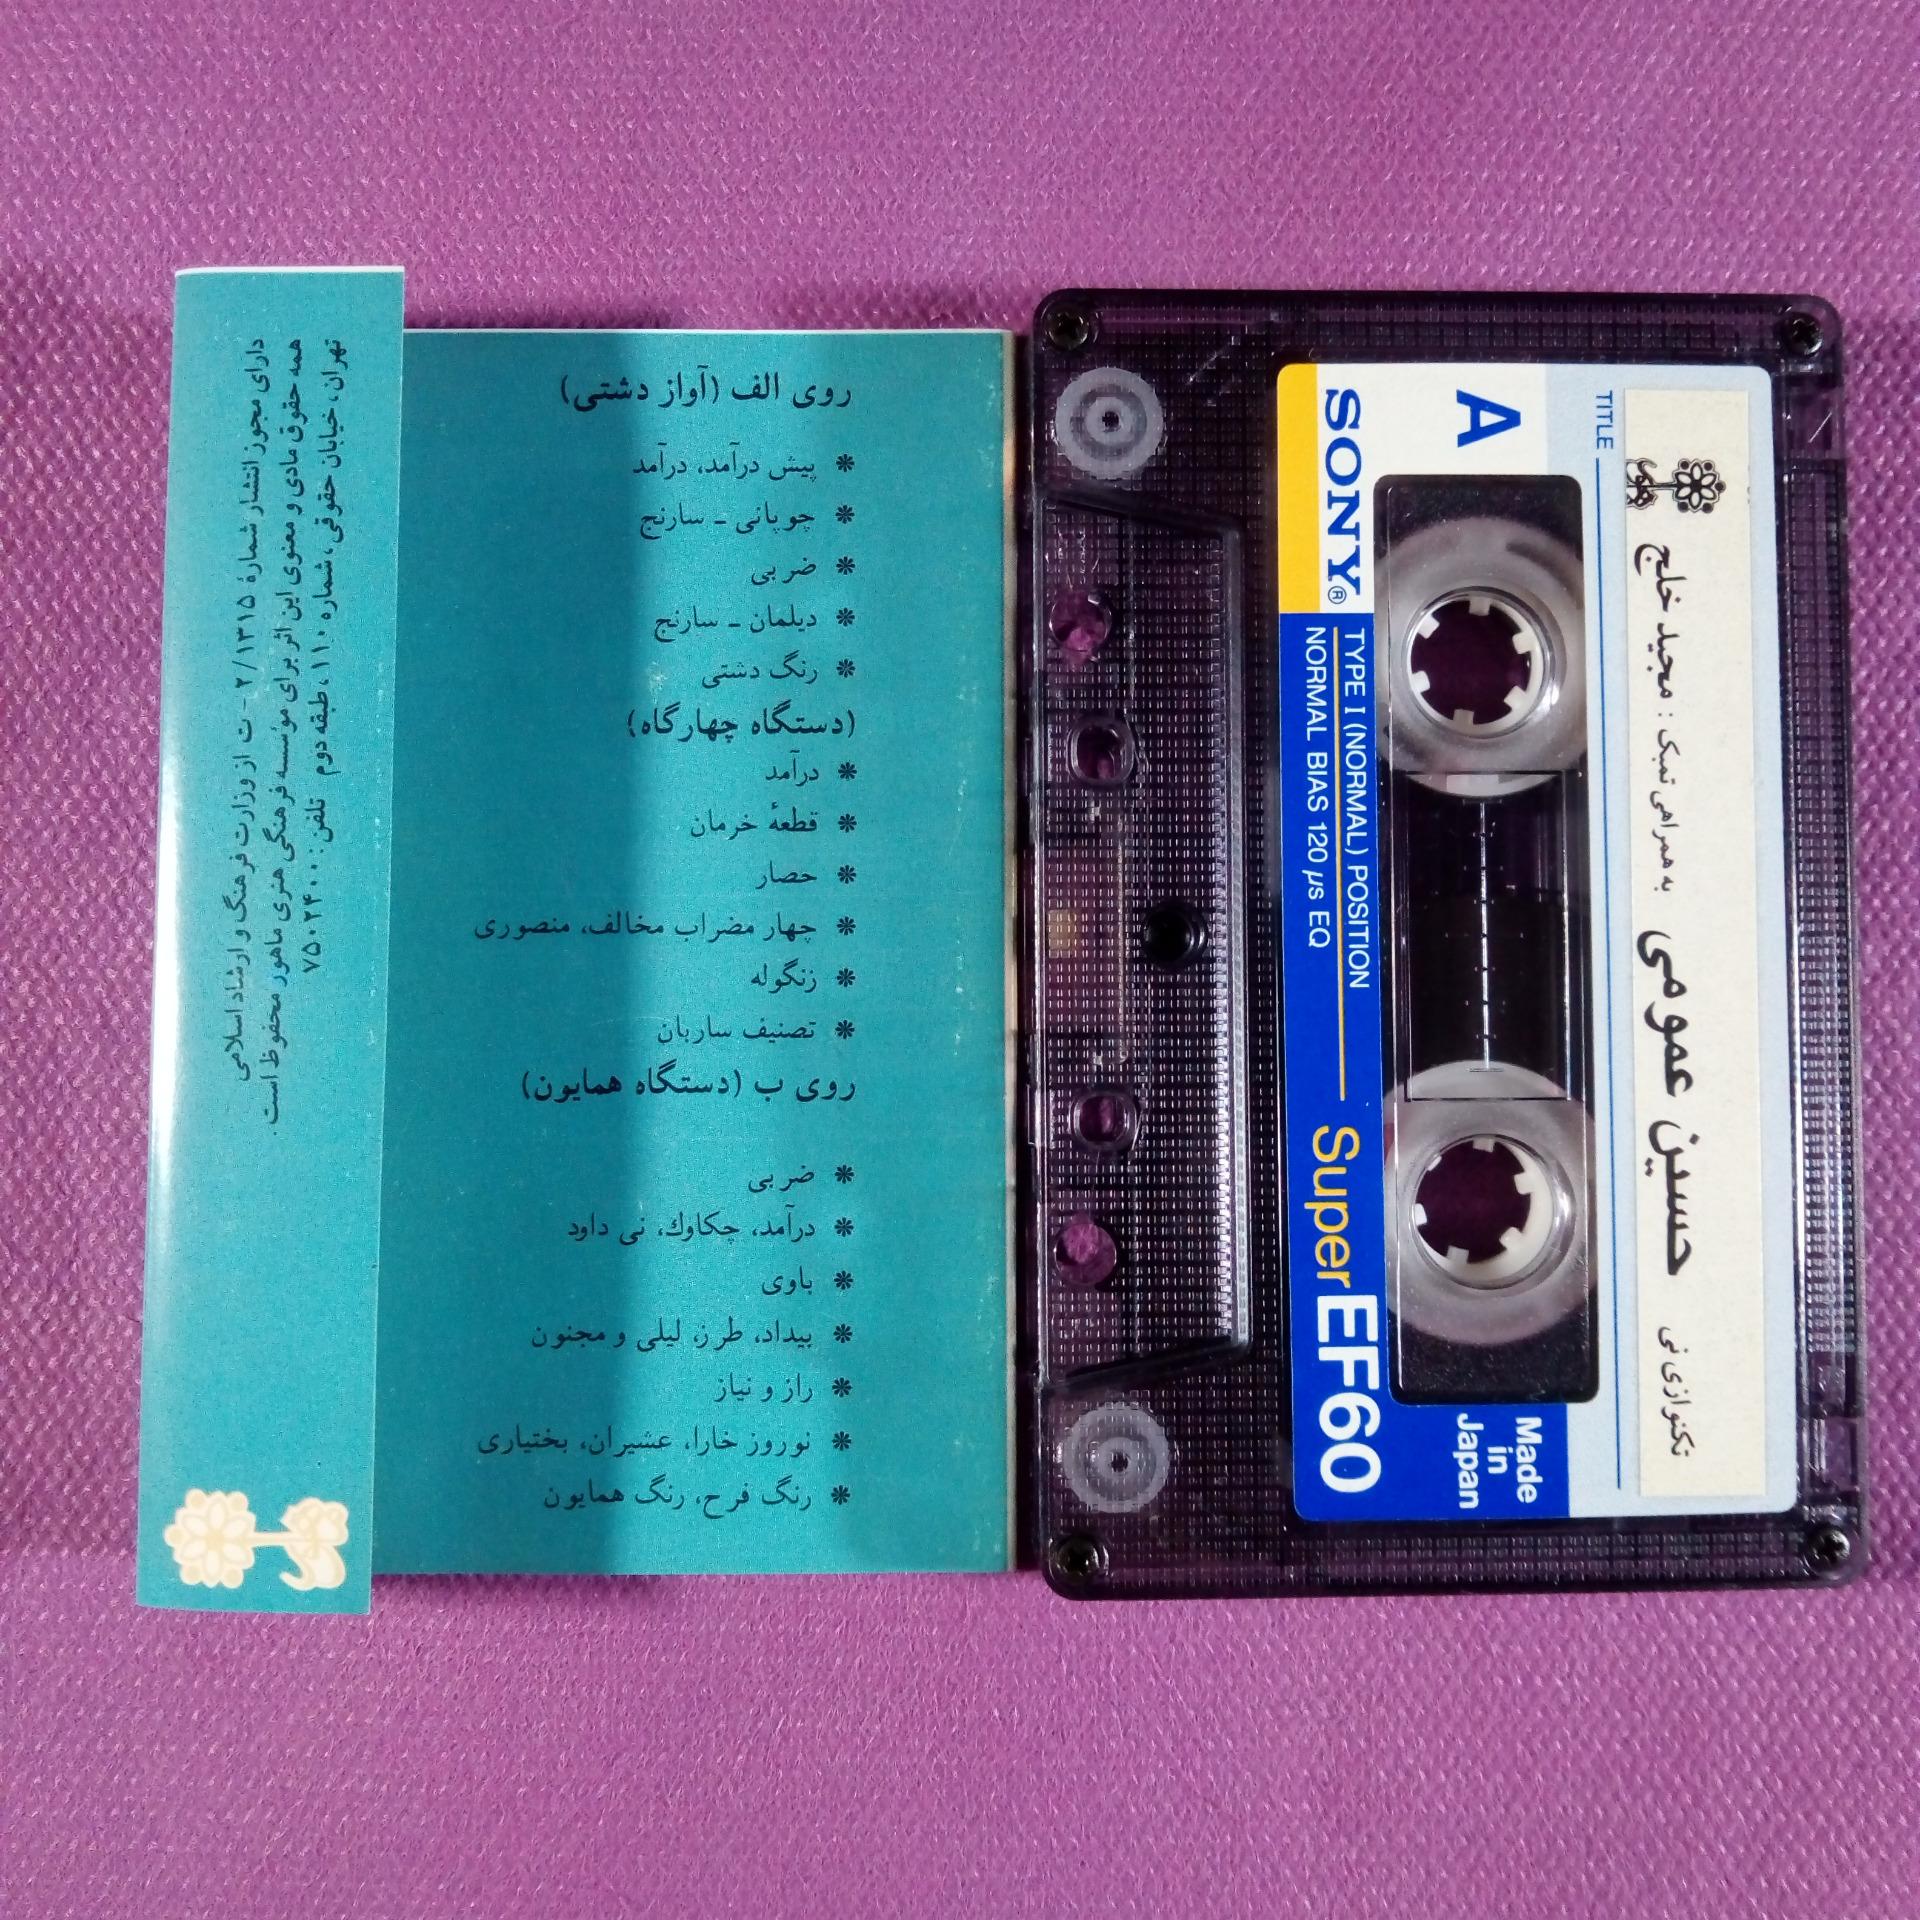 دارای مجوز انتشار شمارهٔ ۲/۱۳۱۵ - ت از وزارت فرهنگ و ارشاد اسلامی
همه حقوق مادی و معنوی این اثر برای مؤسسه فرهنگی هنری ماهور محفوظ است.
تهران، خیابان حقوقی، شماره ۱۱۰، طبقه دوم تلفن: ۷۵۰۲۴۰۰
روی الف (آواز دشتی)
❋ پیش درآمد، درآمد
❋ چوپانی ـ سارنج
❋ ضربی
❋ دیلمان ـ سارنج
❋ رنگ دشتی
(دستگاه چهارگاه)
❋ درآمد
❋ قطعهٔ خرمان
❋ حصار
❋ چهار مضراب مخالف، منصوری
❋ زنگوله
❋ تصنیف ساربان
روی ب (دستگاه همایون)
❋ ضربی
❋ درآمد، چکاوك، نی داود
❋ باوی
❋ بیداد، طرز، لیلی و مجنون
❋ راز و نیاز
❋ نوروز خارا، عشیران، بختیاری
❋ رنگ فرح، رنگ همایون
تکنوازی نی حسین عمومی به همراهی تمبک : مجید خلج
ماهور
TITLE
A
SONY®
TYPE I (NORMAL) POSITION
NORMAL BIAS 120 µs EQ
Super EF60
Made
in
Japan